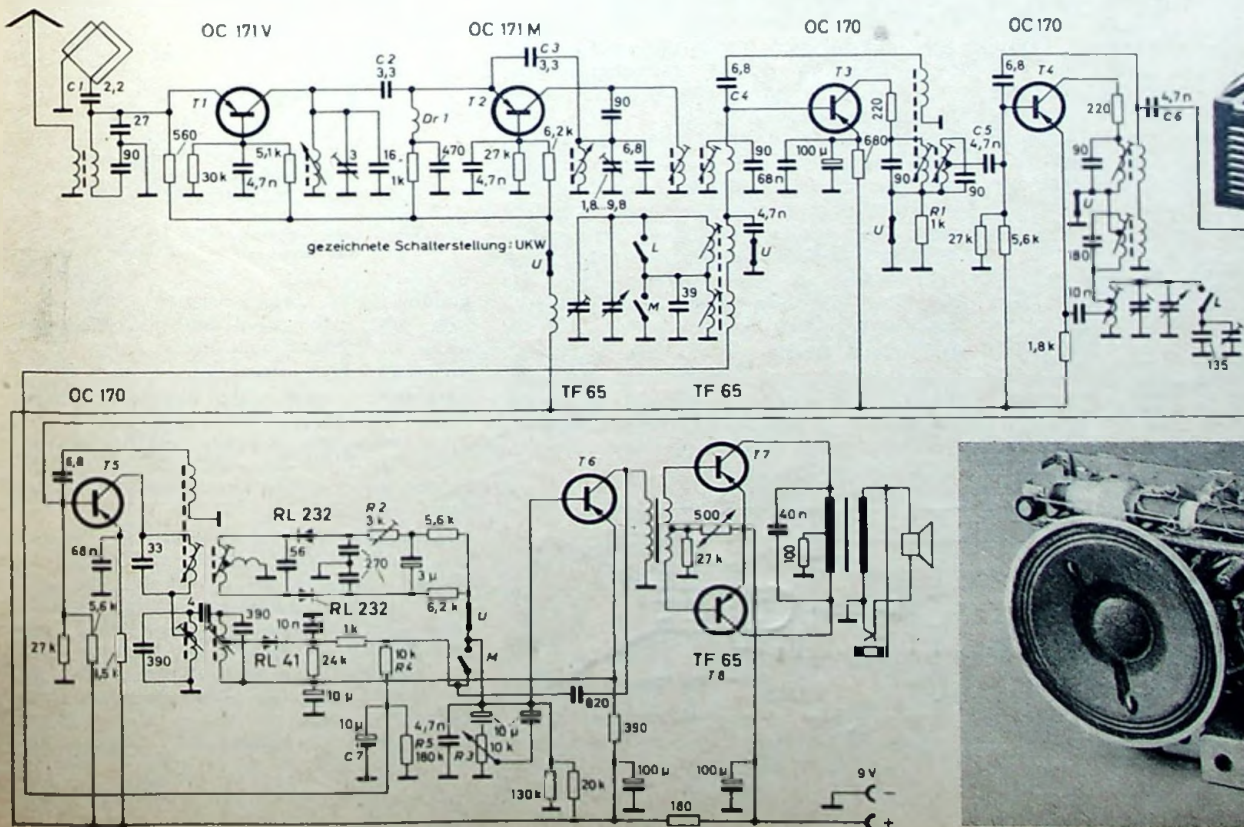 OC 171 V OC 171 M OC 170 OC 170
C1 2,2 27 90 560 T1 30k 4,7n 5,1k 3 16
C2 3,3 Dr 1 1k 470 T2 4,7n 27k 6,2k
C3 3,3 90 6,8 1,8...9,8
6,8 C4 90 68n 100µ T3 220 680 90 90 R1 1k
C5 4,7n 27k 5,6k 6,8 T4 220 90 180 10n 1,8k 4,7n C6 135
gezeichnete Schalterstellung: UKW
U L M 39 4,7n U U U L
OC 170 TF 65 TF 65
6,8 T5 68n 33 27k 5,6k 1,5k 390 4 390
RL 232 56 270 R2 3k 5,6k 3µ
RL 232 6,2k U
10n 1k M
RL 41 24k 10k R4
10µ 10µ C7 R5 180k 4,7n R3 10k 10µ 820
T6 390 130k 20k 100µ 100µ
T7 500 27k 40n 100
TF 65
T8
180 9V - +